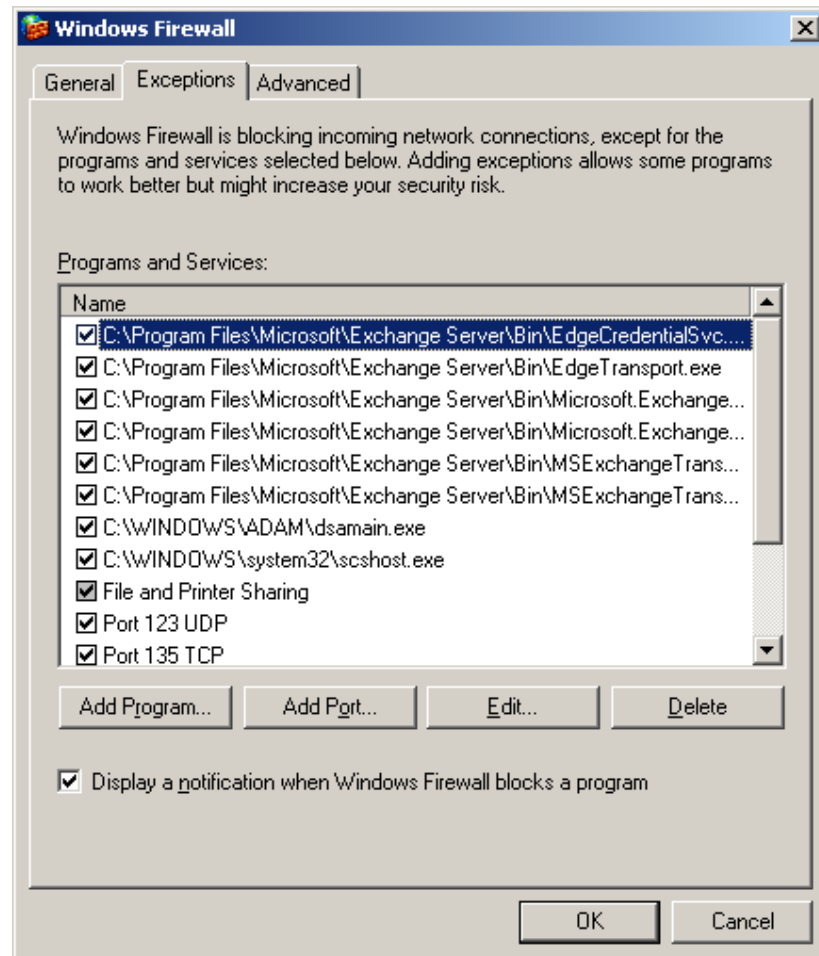 Windows Firewall
General Exceptions Advanced
Windows Firewall is blocking incoming network connections, except for the
programs and services selected below. Adding exceptions allows some programs
to work better but might increase your security risk.
Programs and Services:
Name
C:\Program Files\Microsoft\Exchange Server\Bin\EdgeCredentialSvc....
C:\Program Files\Microsoft\Exchange Server\Bin\EdgeTransport.exe
C:\Program Files\Microsoft\Exchange Server\Bin\Microsoft.Exchange...
C:\Program Files\Microsoft\Exchange Server\Bin\Microsoft.Exchange...
C:\Program Files\Microsoft\Exchange Server\Bin\MSExchangeTrans...
C:\Program Files\Microsoft\Exchange Server\Bin\MSExchangeTrans...
C:\WINDOWS\ADAM\dsamain.exe
C:\WINDOWS\system32\scshost.exe
File and Printer Sharing
Port 123 UDP
Port 135 TCP
Add Program... Add Port... Edit... Delete
Display a notification when Windows Firewall blocks a program
OK Cancel